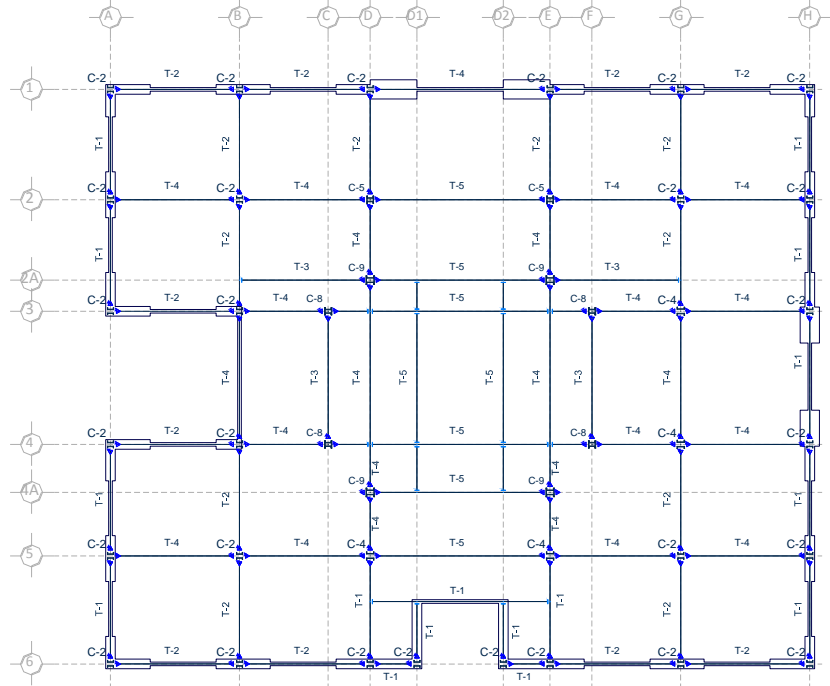 A B C D D1 D2 E F G H
C-2 T-2 C-2 T-2 C-2 T-4 C-2 T-2 C-2 T-2 C-2
1
T-1 T-2 T-2 T-2 T-2 T-1
C-2 T-4 C-2 T-4 C-5 T-5 C-5 T-4 C-2 T-4 C-2
2
T-1 T-2 T-4 T-4 T-2 T-1
T-3 C-9 T-5 C-9 T-3
2A
C-2 T-2 C-2 T-4 C-8 T-5 C-8 T-4 C-4 T-4 C-2
3
T-4 T-3 T-4 T-5 T-5 T-4 T-3 T-4 T-1
C-2 T-2 C-2 T-4 C-8 T-5 C-8 T-4 C-4 T-4 C-2
4
T-4 T-4
C-9 T-5 C-9
4A
T-1 T-2 T-2 T-1
T-4 T-4
C-2 T-4 C-2 T-4 C-4 T-5 C-4 T-4 C-2 T-4 C-2
5
T-1
T-1 T-2 T-1 T-1 T-2 T-1
T-1 T-1
C-2 T-2 C-2 T-2 C-2 C-2 C-2 C-2 T-2 C-2 T-2 C-2
6
T-1 T-1